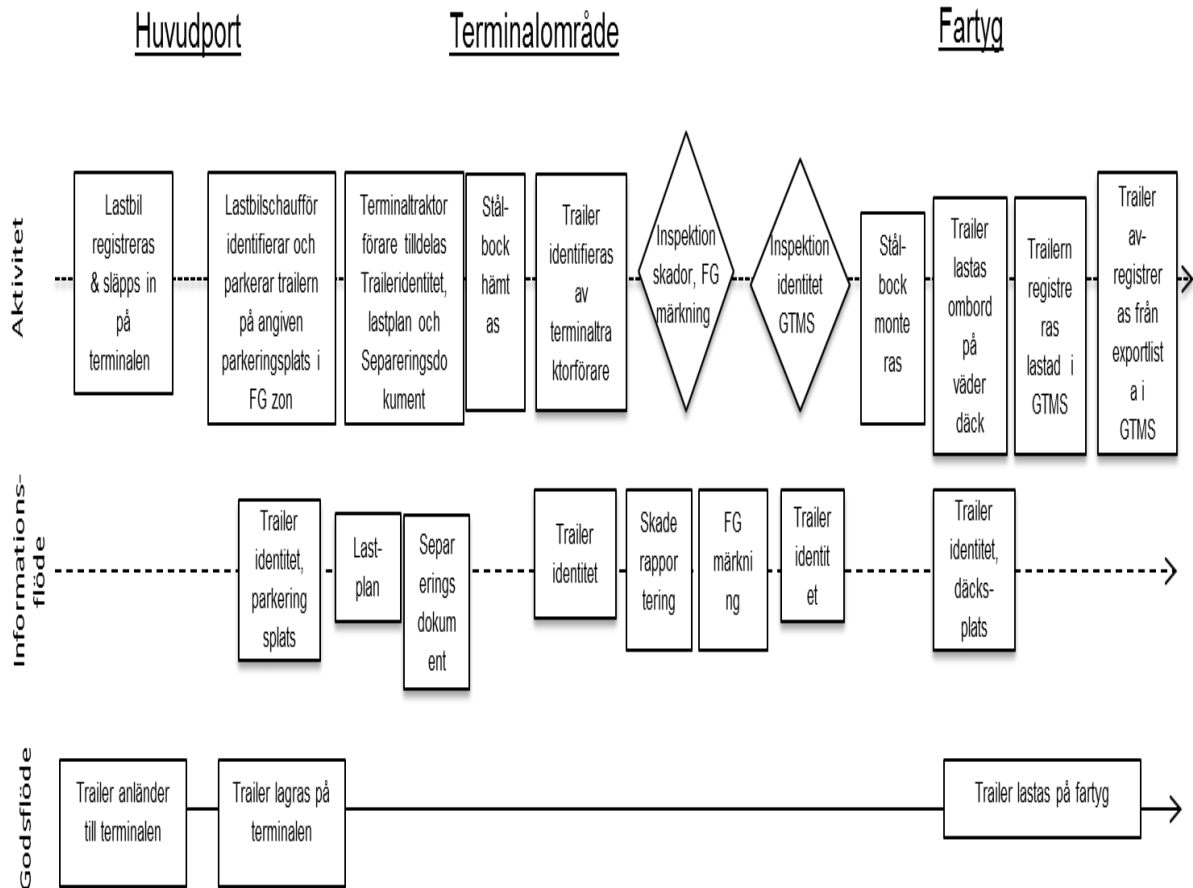 Huvudport
Terminalområde
Fartyg
Aktivitet
Lastbil
registreras
& släpps in
på
terminalen
Lastbilschaufför
identifierar och
parkerar trailern
på angiven
parkeringsplats i
FG zon
Terminaltraktor
förare tilldelas
Traileridentitet,
lastplan och
Separeringsdo
kument
Stål-
bock
hämt
as
Trailer
identifieras
av
terminaltra
ktorförare
Inspektion
skador, FG
märkning
Inspektion
identitet
GTMS
Stål-
bock
monte
ras
Trailer
lastas
ombord
på
väder
däck
Trailern
registre
ras
lastad i
GTMS
Trailer
av-
registrer
as från
exportlist
a i
GTMS
Informations-
flöde
Trailer
identitet,
parkering
splats
Last-
plan
Separ
erings
dokum
ent
Trailer
identitet
Skade
rappor
tering
FG
märkni
ng
Trailer
identit
et
Trailer
identitet,
däcks-
plats
Godsflöde
Trailer anländer
till terminalen
Trailer lagras på
terminalen
Trailer lastas på fartyg